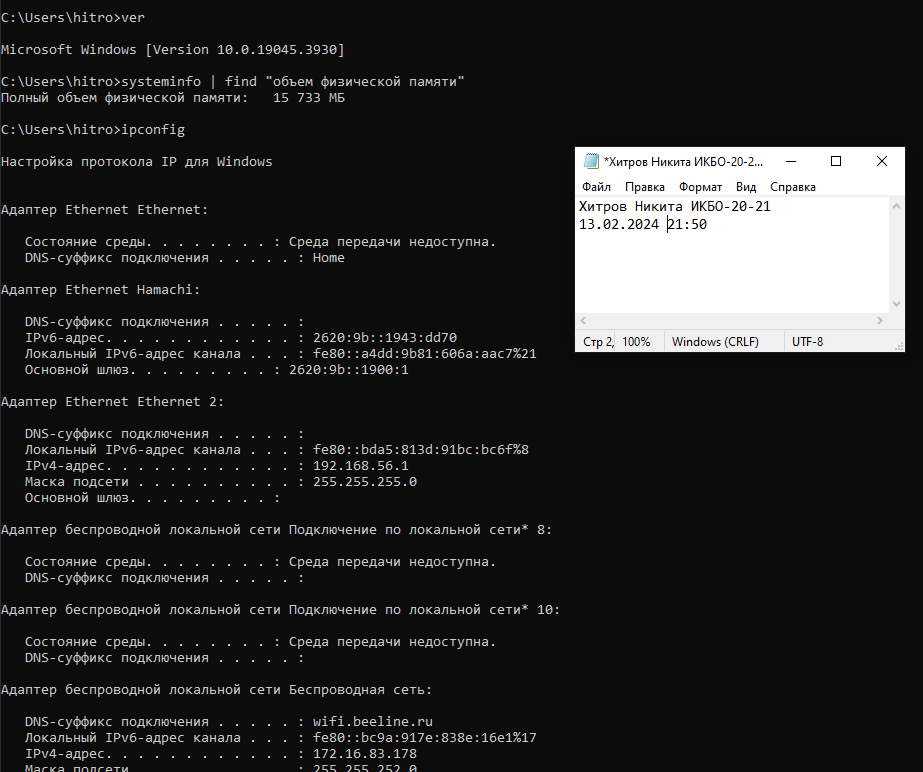 C:\Users\hitro>ver
Microsoft Windows [Version 10.0.19045.3930]
C:\Users\hitro>systeminfo | find "объем физической памяти"
Полный объем физической памяти:   15 733 МБ
C:\Users\hitro>ipconfig
Настройка протокола IP для Windows
Адаптер Ethernet Ethernet:
   Состояние среды. . . . . . . . : Среда передачи недоступна.
   DNS-суффикс подключения . . . . . : Home
Адаптер Ethernet Hamachi:
   DNS-суффикс подключения . . . . . :
   IPv6-адрес. . . . . . . . . . . . : 2620:9b::1943:dd70
   Локальный IPv6-адрес канала . . . : fe80::a4dd:9b81:606a:aac7%21
   Основной шлюз. . . . . . . . . : 2620:9b::1900:1
Адаптер Ethernet Ethernet 2:
   DNS-суффикс подключения . . . . . :
   Локальный IPv6-адрес канала . . . : fe80::bda5:813d:91bc:bc6f%8
   IPv4-адрес. . . . . . . . . . . . : 192.168.56.1
   Маска подсети . . . . . . . . . . : 255.255.255.0
   Основной шлюз. . . . . . . . . :
Адаптер беспроводной локальной сети Подключение по локальной сети* 8:
   Состояние среды. . . . . . . . : Среда передачи недоступна.
   DNS-суффикс подключения . . . . . :
Адаптер беспроводной локальной сети Подключение по локальной сети* 10:
   Состояние среды. . . . . . . . : Среда передачи недоступна.
   DNS-суффикс подключения . . . . . :
Адаптер беспроводной локальной сети Беспроводная сеть:
   DNS-суффикс подключения . . . . . : wifi.beeline.ru
   Локальный IPv6-адрес канала . . . : fe80::bc9a:917e:838e:16e1%17
   IPv4-адрес. . . . . . . . . . . . : 172.16.83.178
   Маска подсети . . . . . . . . . . : 255.255.252.0
*Хитров Никита ИКБО-20-2...
Файл Правка Формат Вид Справка
Хитров Никита ИКБО-20-21
13.02.2024 21:50
Стр 2, 100% Windows (CRLF) UTF-8